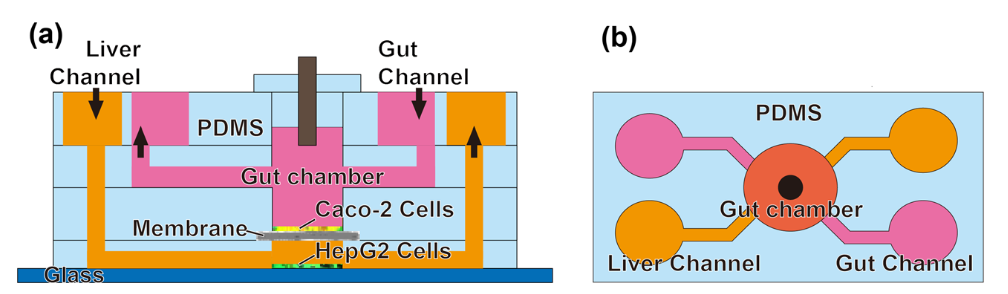 (a)
Liver
Channel
Gut
Channel
PDMS
Gut chamber
Caco-2 Cells
Membrane
HepG2 Cells
Glass
(b)
PDMS
Gut chamber
Liver Channel
Gut Channel